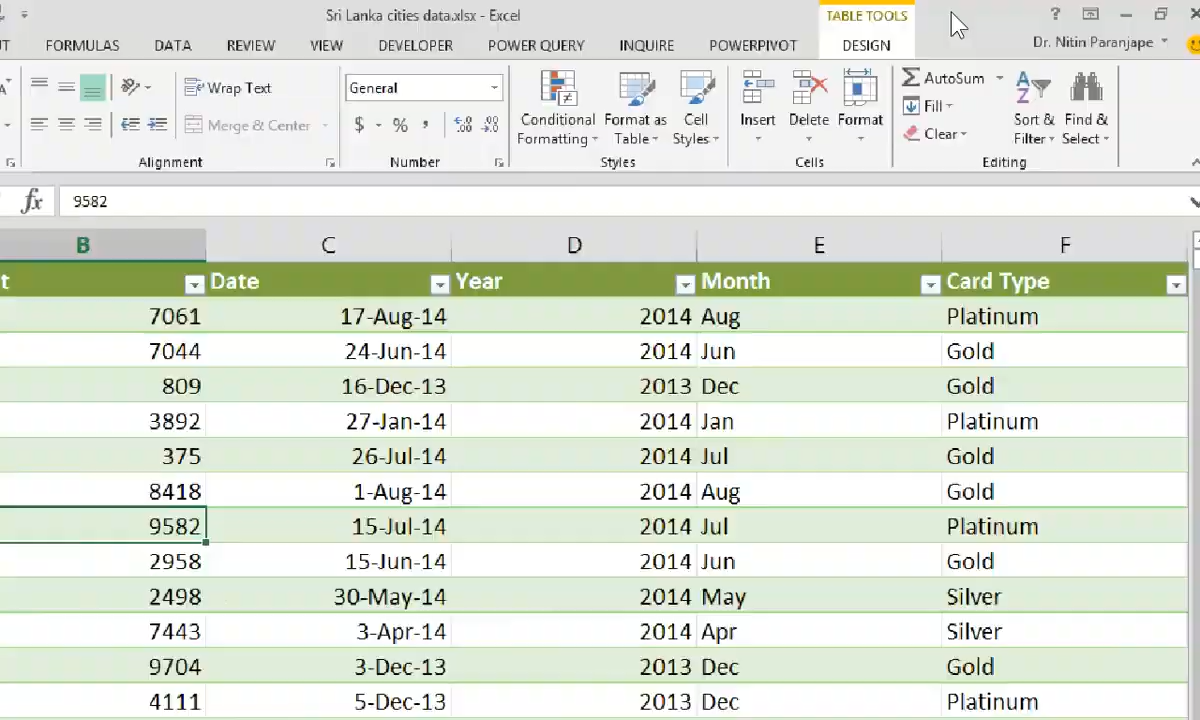 Sri Lanka cities data.xlsx - Excel
TABLE TOOLS
?
FORMULAS DATA REVIEW VIEW DEVELOPER POWER QUERY INQUIRE POWERPIVOT DESIGN
Dr. Nitin Paranjape
Wrap Text
Merge & Center
Alignment
General
$ % ,
Number
Conditional Formatting
Format as Table
Cell Styles
Styles
Insert
Delete
Format
Cells
AutoSum
Fill
Clear
Sort & Filter
Find & Select
Editing
fx 9582
B C D E F
t Date Year Month Card Type
7061 17-Aug-14 2014 Aug Platinum
7044 24-Jun-14 2014 Jun Gold
809 16-Dec-13 2013 Dec Gold
3892 27-Jan-14 2014 Jan Platinum
375 26-Jul-14 2014 Jul Gold
8418 1-Aug-14 2014 Aug Gold
9582 15-Jul-14 2014 Jul Platinum
2958 15-Jun-14 2014 Jun Gold
2498 30-May-14 2014 May Silver
7443 3-Apr-14 2014 Apr Silver
9704 3-Dec-13 2013 Dec Gold
4111 5-Dec-13 2013 Dec Platinum